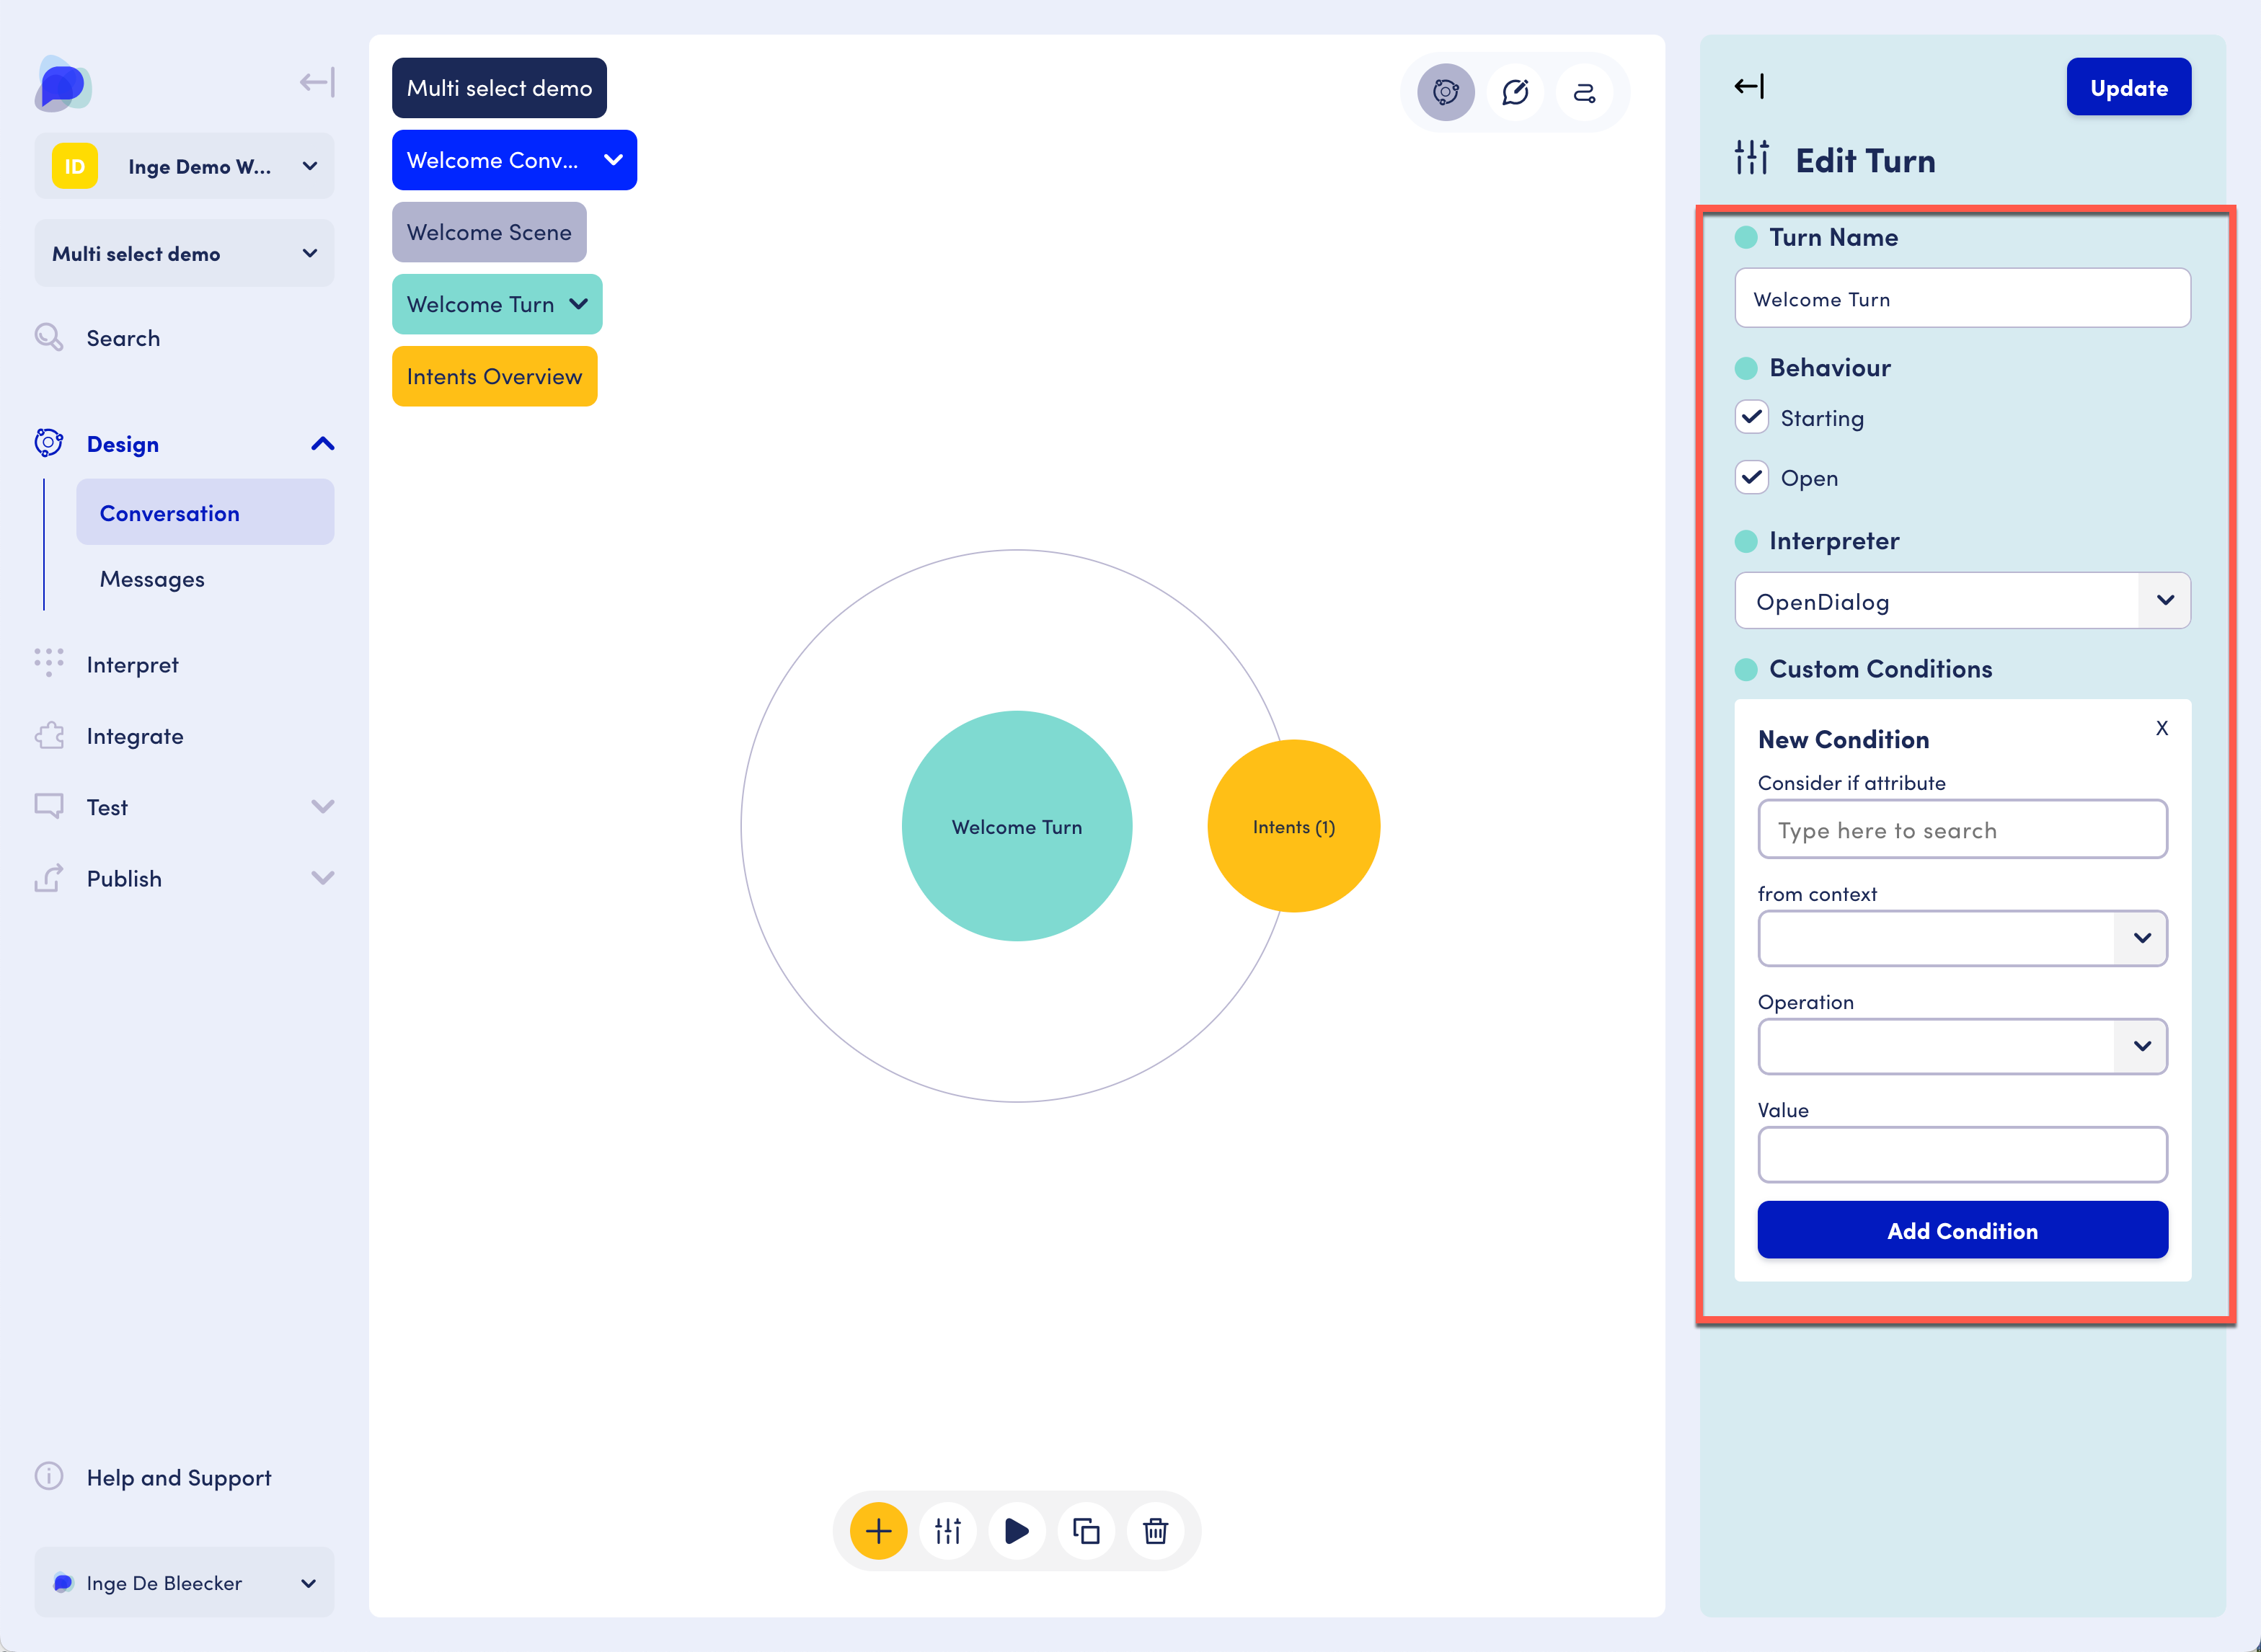 ID
Inge Demo W...
Multi select demo
Search
Design
Conversation
Messages
Interpret
Integrate
Test
Publish
Help and Support
Inge De Bleecker
Multi select demo
Welcome Conv...
Welcome Scene
Welcome Turn
Intents Overview
Welcome Turn
Intents (1)
Update
Edit Turn
Turn Name
Welcome Turn
Behaviour
Starting
Open
Interpreter
OpenDialog
Custom Conditions
New Condition
X
Consider if attribute
Type here to search
from context
Operation
Value
Add Condition